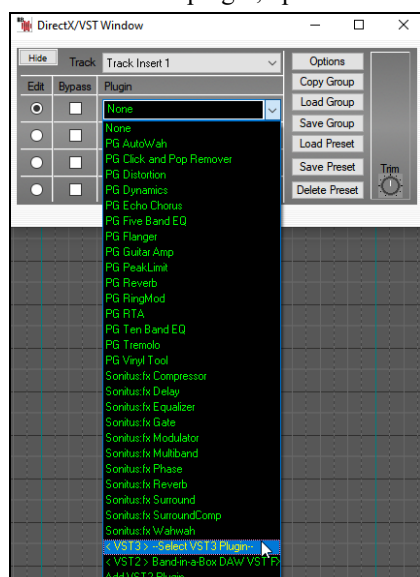 DirectX/VST Window
Hide Track Track Insert 1 Options
Copy Group
Edit Bypass Plugin Load Group
None Save Group
None Load Preset
PG AutoWah
PG Click and Pop Remover Save Preset Trim
PG Distortion
PG Dynamics Delete Preset
PG Echo Chorus
PG Five Band EQ
PG Flanger
PG Guitar Amp
PG PeakLimit
PG Reverb
PG RingMod
PG RTA
PG Ten Band EQ
PG Tremolo
PG Vinyl Tool
Sonitus:fx Compressor
Sonitus:fx Delay
Sonitus:fx Equalizer
Sonitus:fx Gate
Sonitus:fx Modulator
Sonitus:fx Multiband
Sonitus:fx Phase
Sonitus:fx Reverb
Sonitus:fx Surround
Sonitus:fx SurroundComp
Sonitus:fx Wahwah
< VST3 > --Select VST3 Plugin--
< VST2 > Band-in-a-Box DAW VST FX
Add VST2 Plugin